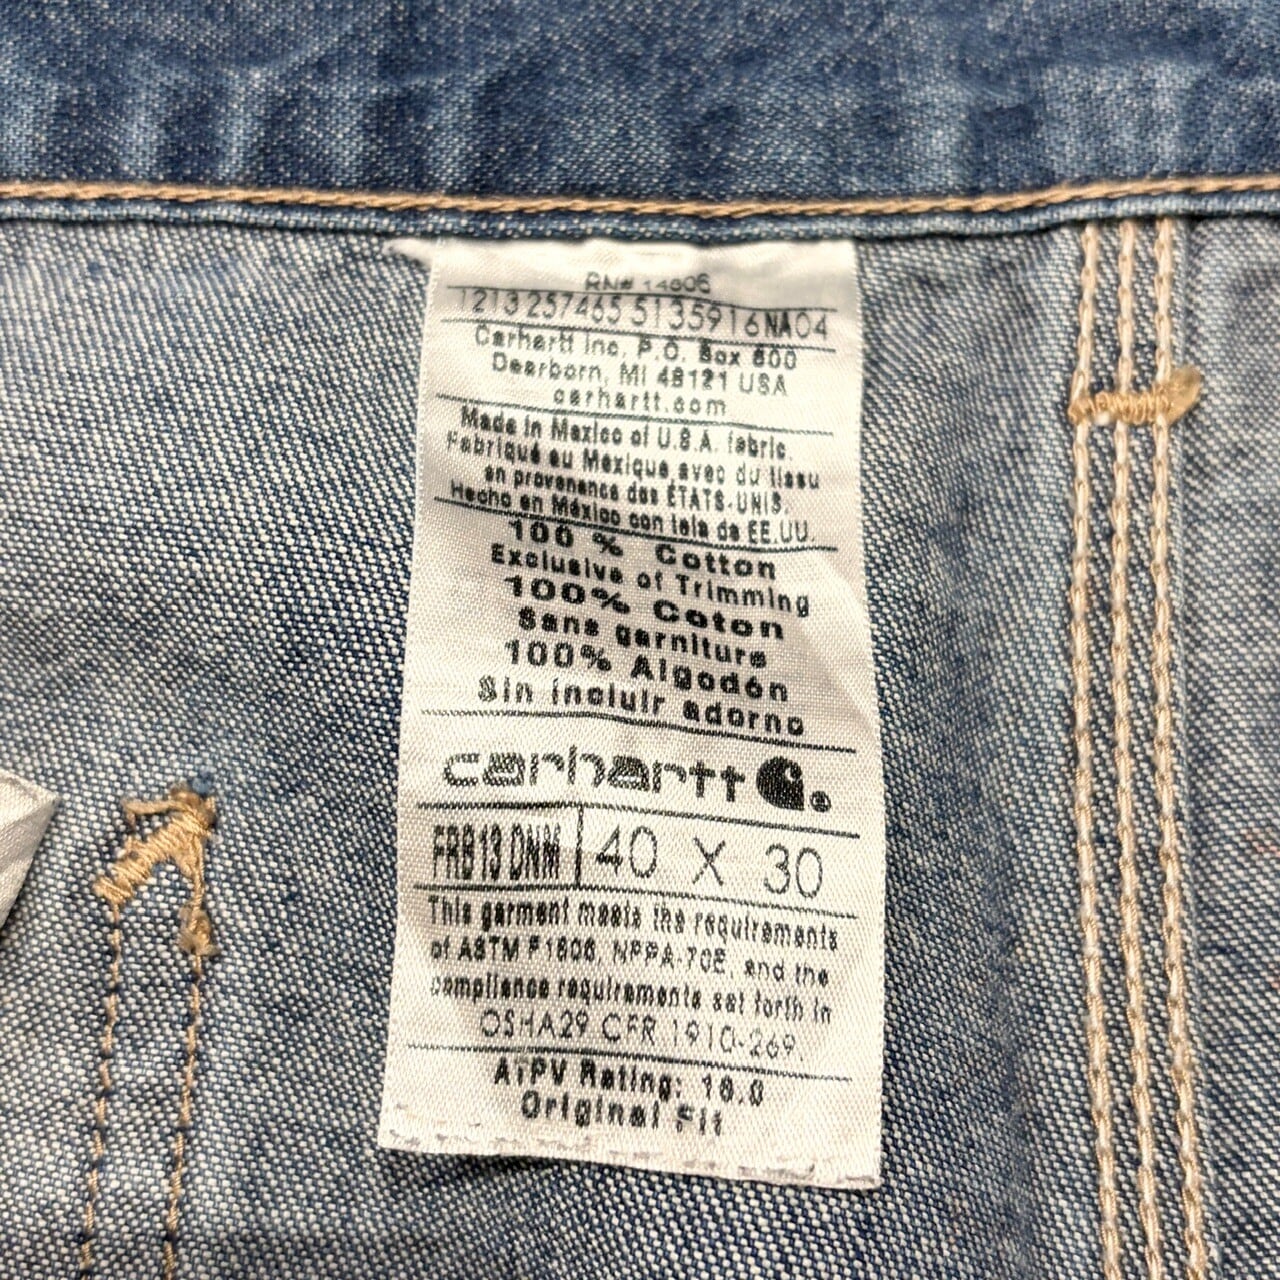 RN# 14806
1213 257465 5135916 NA04
Carhartt Inc. P.O. Box 600
Dearborn, MI 48121 USA
carhartt.com
Made in Mexico of U.S.A. fabric.
Fabriqué au Mexique avec du tissu
en provenance des ÉTATS-UNIS.
Hecho en México con tela de EE.UU.
100 % Cotton
Exclusive of Trimming
100% Coton
Sans garniture
100% Algodón
Sin incluir adorno
carhartt
FRB13 DNM 40 X 30
This garment meets the requirements
of ASTM F1506, NFPA-70E, and the
compliance requirements set forth in
OSHA29 CFR 1910-269.
ATPV Rating: 16.0
Original Fit